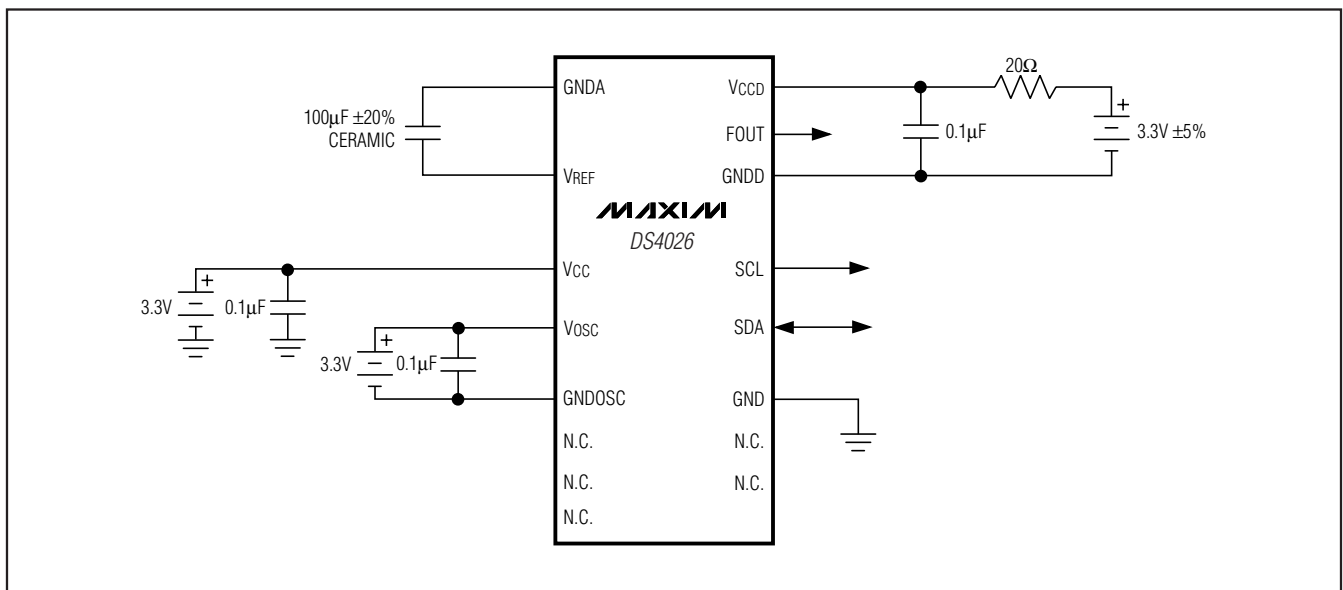 GNDA
100μF ±20%
CERAMIC
VREF
VCC
+
3.3V
0.1μF
VOSC
+
3.3V
0.1μF
GNDOSC
N.C.
N.C.
N.C.
MAXIM
DS4026
VCCD
20Ω
FOUT
0.1μF
+
3.3V ±5%
GNDD
SCL
SDA
GND
N.C.
N.C.